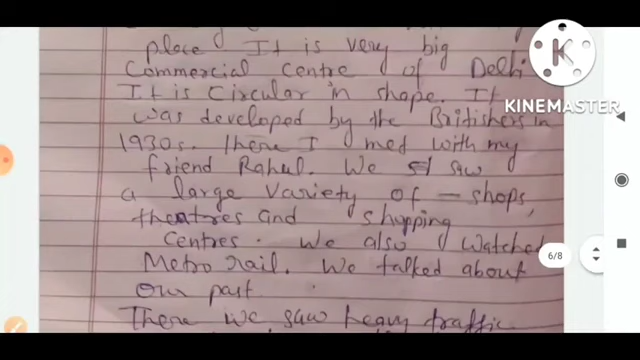 place It is very big
Commercial centre of Delhi
It is Circular in shape. It
was developed by the Britishers in
1930s. There I med with my
friend Rahul. We saw
a large variety of - shops,
theatres and shopping
centres. We also Watched
Metro rail. We talked about
Our past
There we saw heavy traffic
K
KINEMASTER
6/8